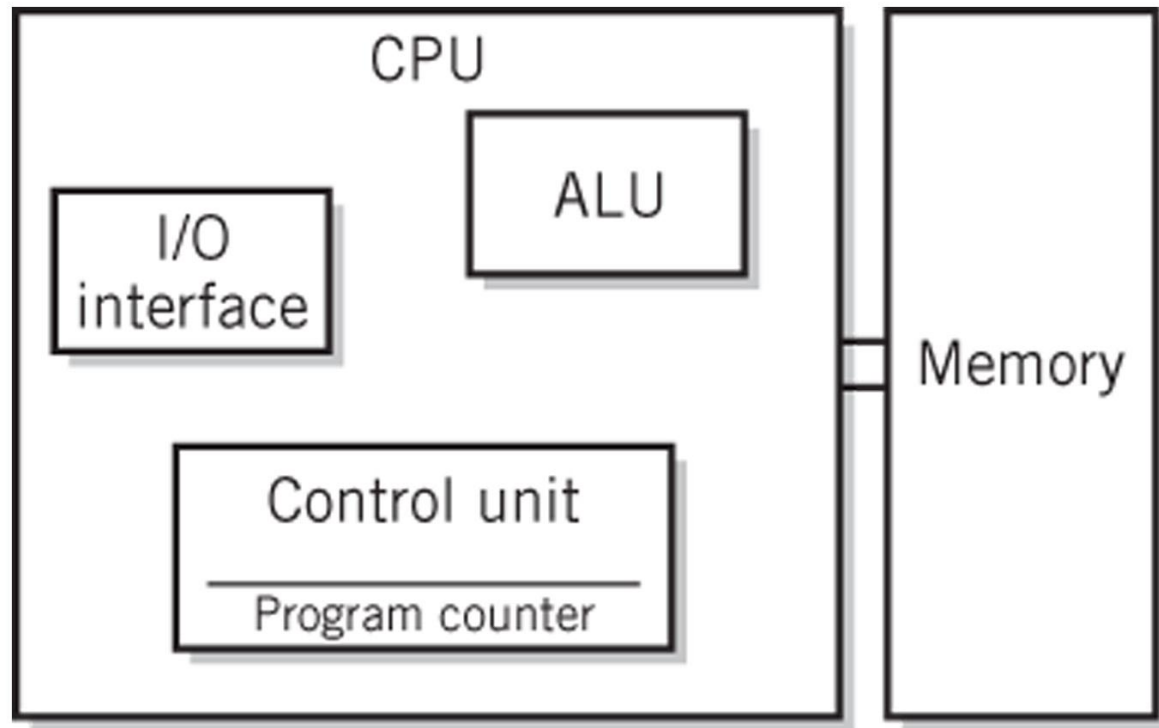 CPU
ALU
I/O
interface
Memory
Control unit
Program counter